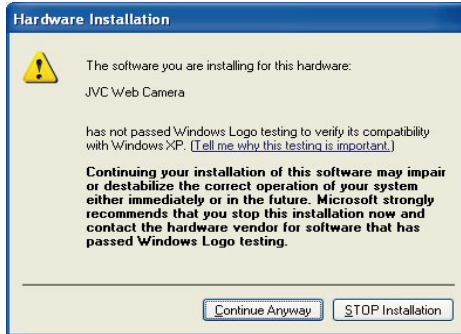 Hardware Installation
The software you are installing for this hardware:
JVC Web Camera
has not passed Windows Logo testing to verify its compatibility
with Windows XP. (Tell me why this testing is important.)
Continuing your installation of this software may impair
or destabilize the correct operation of your system
either immediately or in the future. Microsoft strongly
recommends that you stop this installation now and
contact the hardware vendor for software that has
passed Windows Logo testing.
Continue Anyway STOP Installation